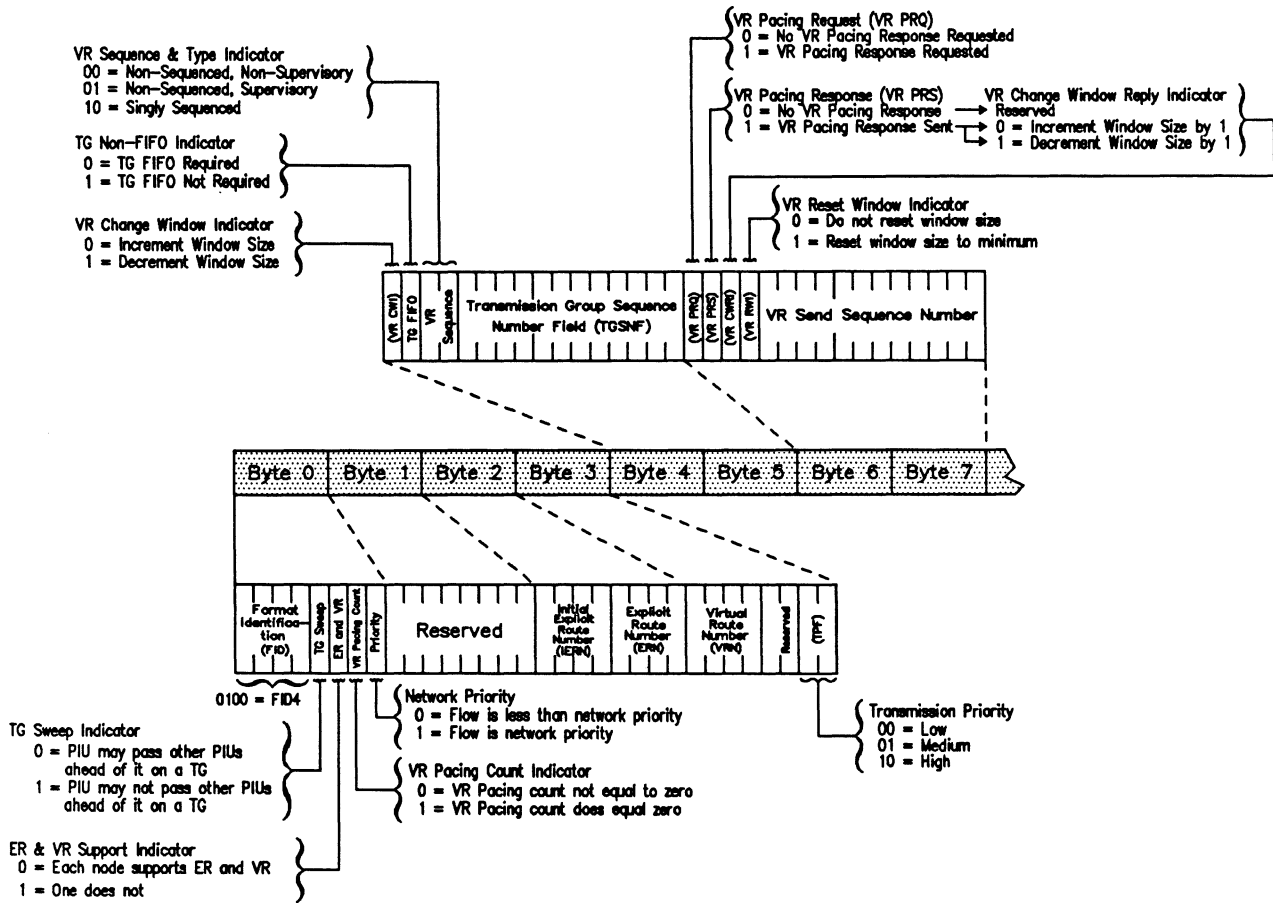 VR Pacing Request (VR PRQ)
0 = No VR Pacing Response Requested
1 = VR Pacing Response Requested
VR Sequence & Type Indicator
00 = Non-Sequenced, Non-Supervisory
01 = Non-Sequenced, Supervisory
10 = Singly Sequenced
VR Pacing Response (VR PRS)
0 = No VR Pacing Response
1 = VR Pacing Response Sent
VR Change Window Reply Indicator
Reserved
0 = Increment Window Size by 1
1 = Decrement Window Size by 1
TG Non-FIFO Indicator
0 = TG FIFO Required
1 = TG FIFO Not Required
VR Reset Window Indicator
0 = Do not reset window size
1 = Reset window size to minimum
VR Change Window Indicator
0 = Increment Window Size
1 = Decrement Window Size
(VR CWI)
TG FIFO
VR
Sequence
Transmission Group Sequence
Number Field (TGSNF)
(VR PRQ)
(VR PRS)
(VR CWRI)
(VR RWI)
VR Send Sequence Number
Byte 0
Byte 1
Byte 2
Byte 3
Byte 4
Byte 5
Byte 6
Byte 7
Format
Identifica-
tion
(FID)
TG Sweep
ER and VR
VR Pacing Count
Priority
Reserved
Initial
Explicit
Route
Number
(IERN)
Explicit
Route
Number
(ERN)
Virtual
Route
Number
(VRN)
Reserved
(TPF)
0100 = FID4
Network Priority
0 = Flow is less than network priority
1 = Flow is network priority
Transmission Priority
00 = Low
01 = Medium
10 = High
TG Sweep Indicator
0 = PIU may pass other PIUs
ahead of it on a TG
1 = PIU may not pass other PIUs
ahead of it on a TG
VR Pacing Count Indicator
0 = VR Pacing count not equal to zero
1 = VR Pacing count does equal zero
ER & VR Support Indicator
0 = Each node supports ER and VR
1 = One does not